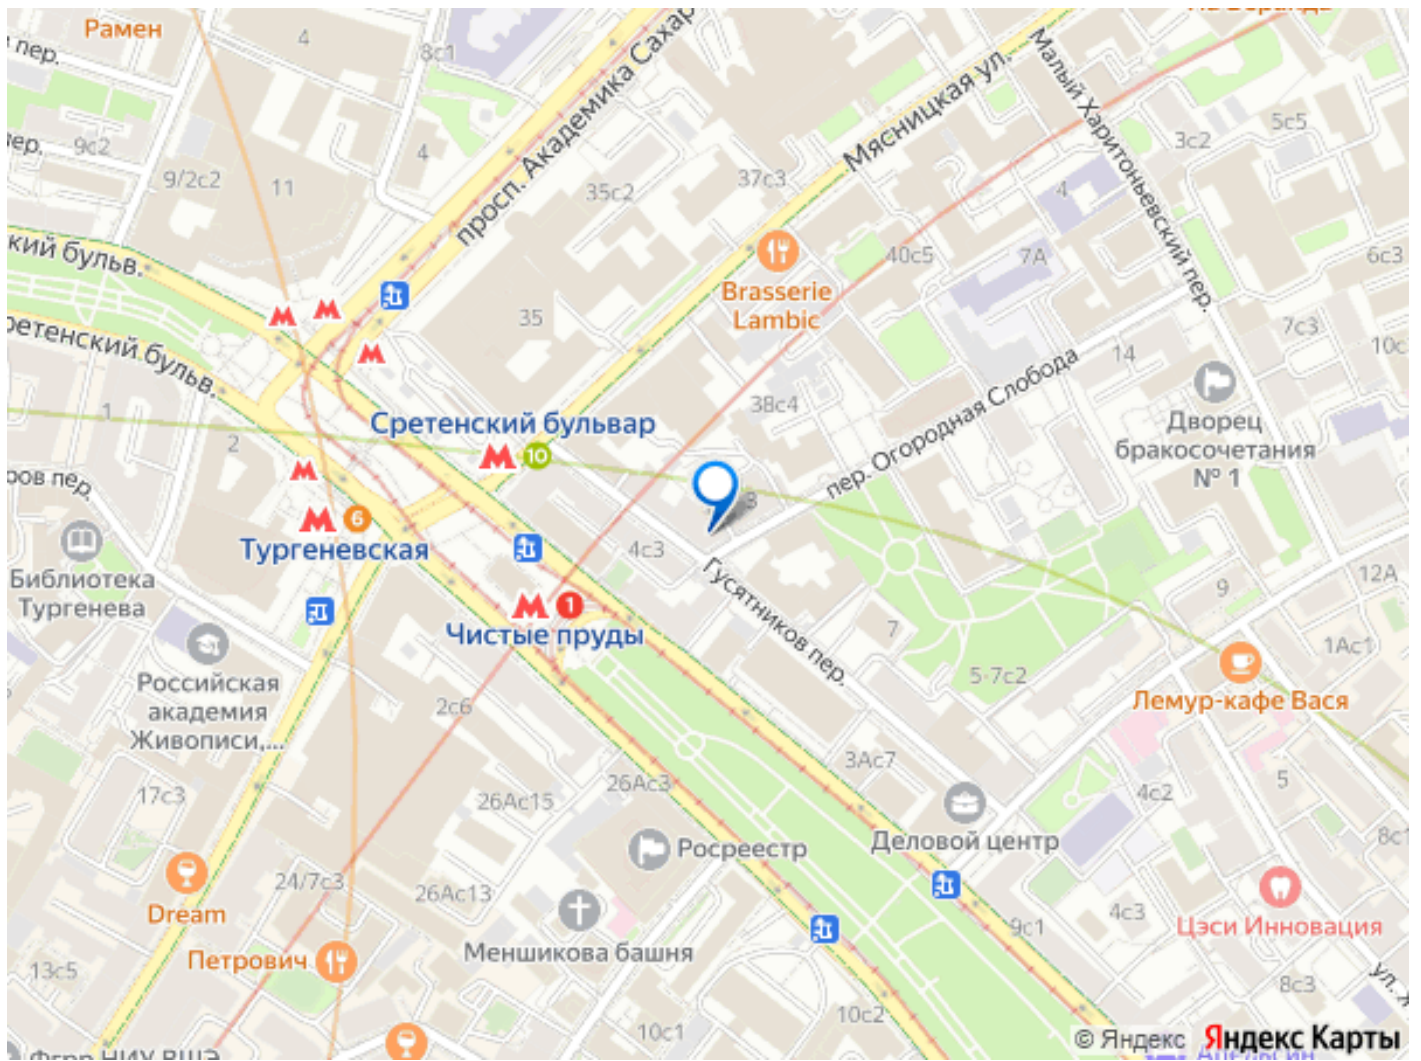 Рамен
4
8с1
пер.
9с2
9/2с2
11
4
просп. Академика Сахар
35с2
37с3
Мясницкая ул.
Малый Харитоньевский пер.
5с5
3с2
4
6с3
7А
40с5
Brasserie
Lambic
кий бульв.
ретенский бульв.
35
7с3
10с
14
1
2
Сретенский бульвар
10
38с4
3
пер. Огородная Слобода
Дворец
бракосочетания
№ 1
ров пер.
6
Тургеневская
4с3
Гусятников пер.
Библиотека
Тургенева
1
Чистые пруды
7
9
12А
1Ас1
5-7с2
Лемур-кафе Вася
Российская
академия
Живописи,...
2с6
3Ас7
26Ас3
26Ас15
17с3
5
4с2
8с1
Деловой центр
Росреестр
24/7с3
26Ас13
Dream
Меншикова башня
4с3
9с1
Цэси Инновация
Петрович
13с5
8с3
10с2
10с1
© Яндекс Яндекс Карты